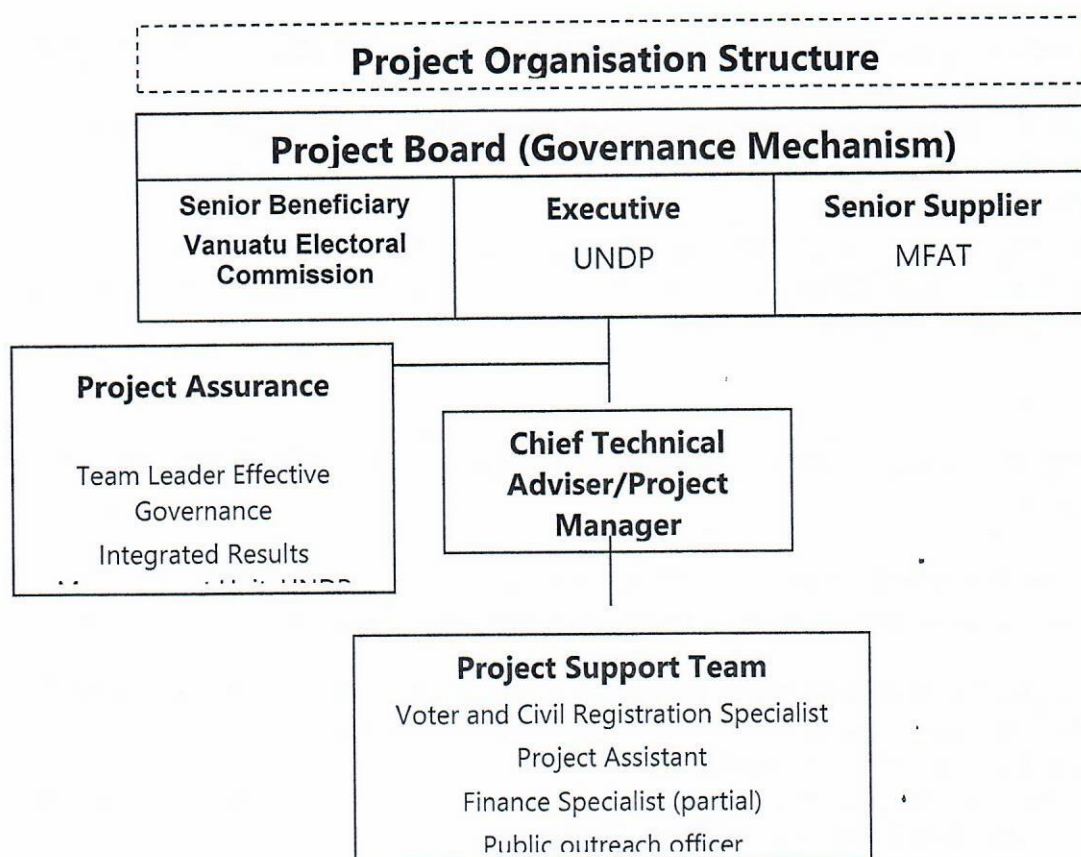 Project Organisation Structure
Project Board (Governance Mechanism)
Senior Beneficiary
Vanuatu Electoral
Commission
Executive
UNDP
Senior Supplier
MFAT
Project Assurance
Team Leader Effective
Governance
Integrated Results
UNDP
Chief Technical
Adviser/Project
Manager
Project Support Team
Voter and Civil Registration Specialist
Project Assistant
Finance Specialist (partial)
Public outreach officer